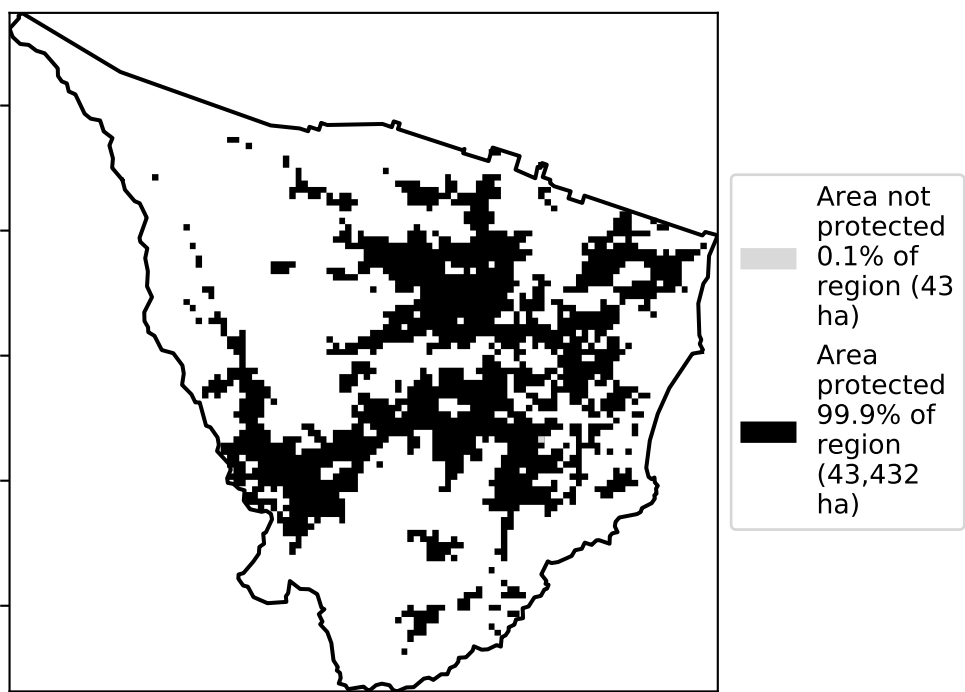 Area not
protected
0.1% of
region (43
ha)
Area
protected
99.9% of
region
(43,432
ha)